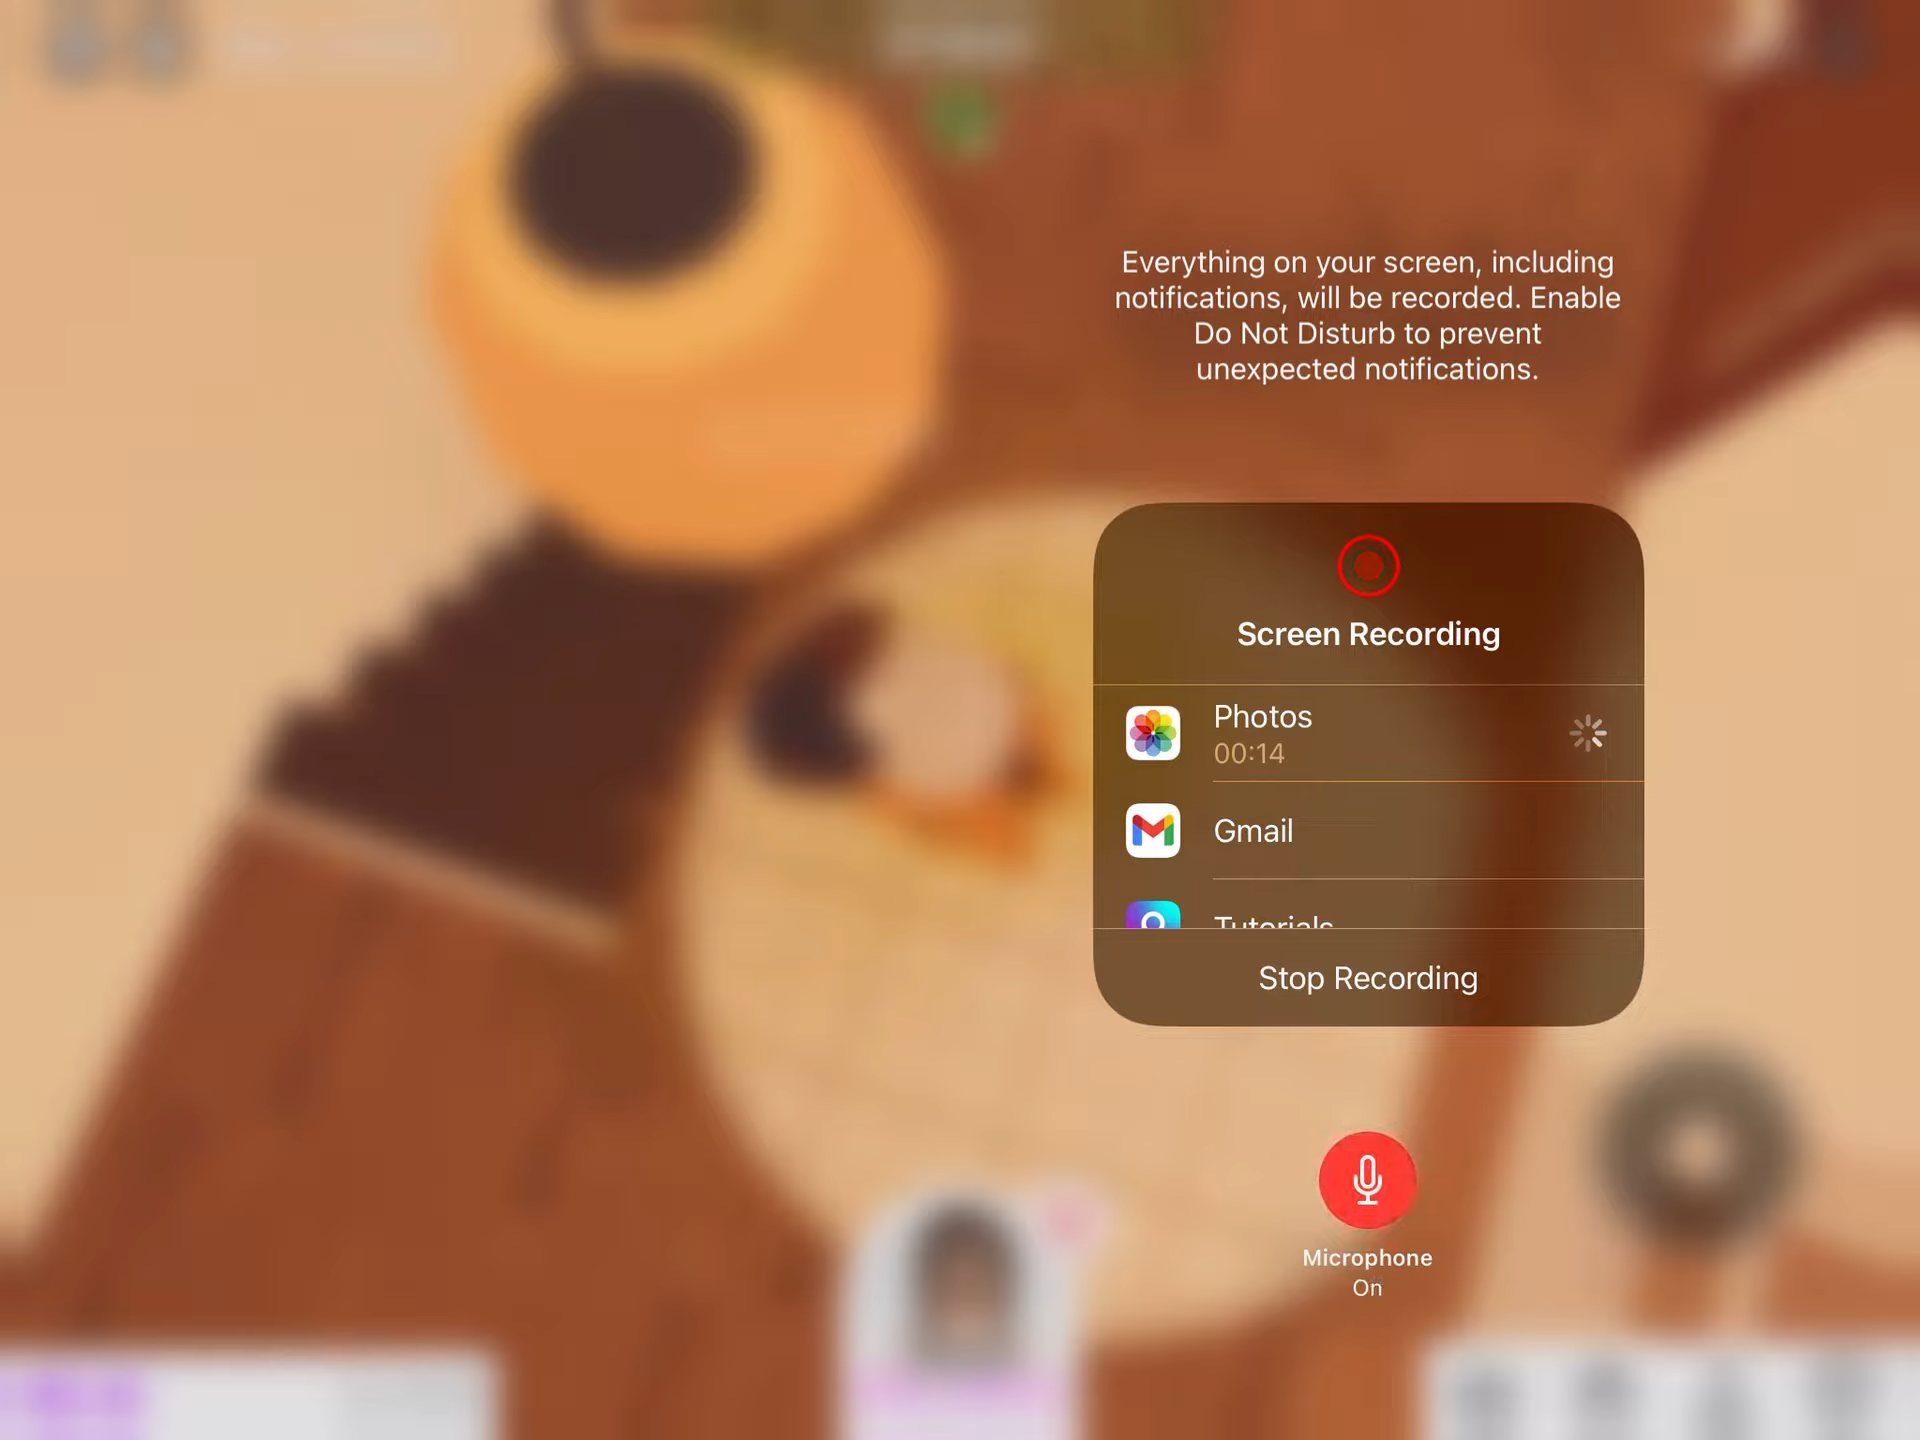 Everything on your screen, including
notifications, will be recorded. Enable
Do Not Disturb to prevent
unexpected notifications.
Screen Recording
Photos
00:14
Gmail
Tutorials
Stop Recording
Microphone
On